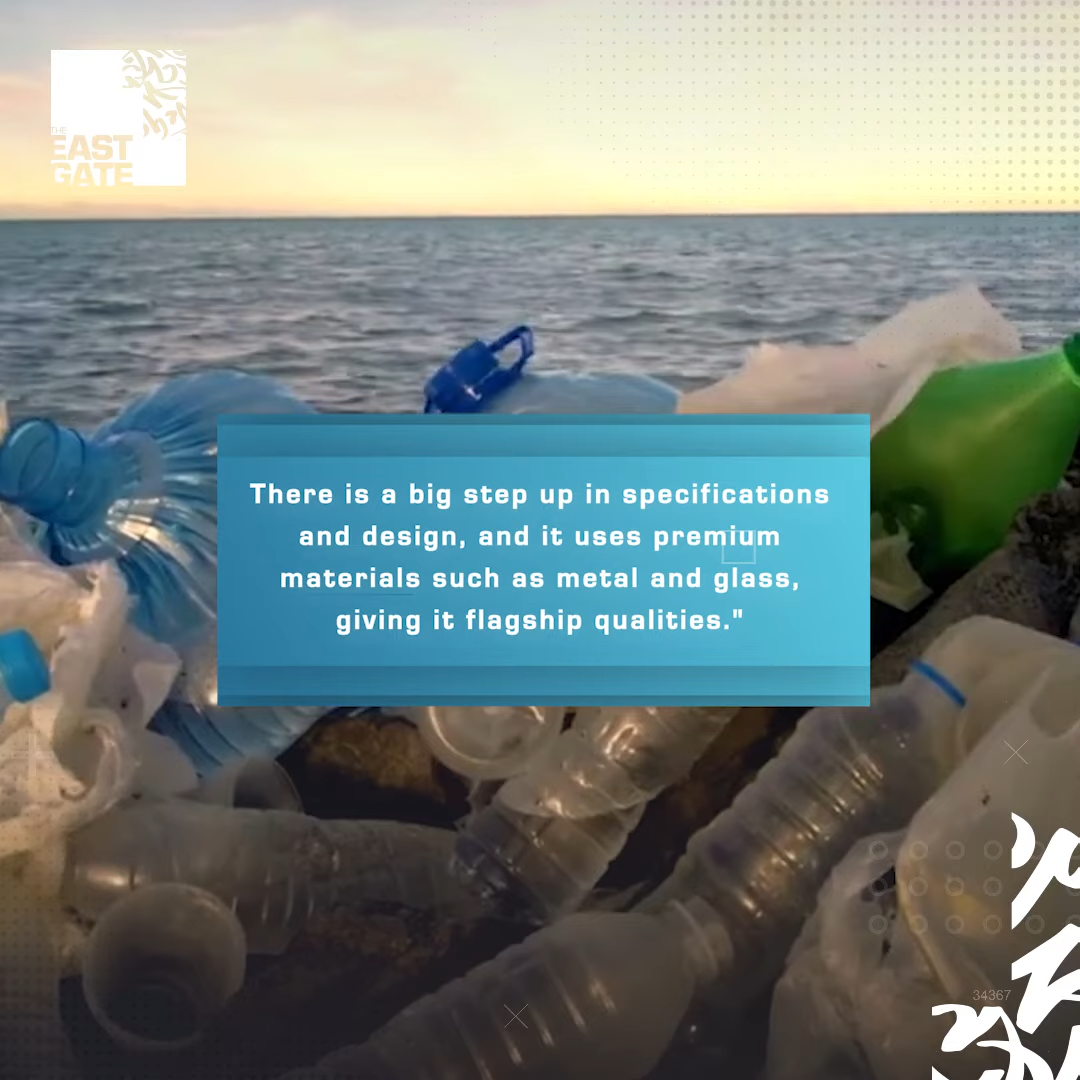 THE
EAST
GATE
There is a big step up in specifications
and design, and it uses premium
materials such as metal and glass,
giving it flagship qualities."
34367